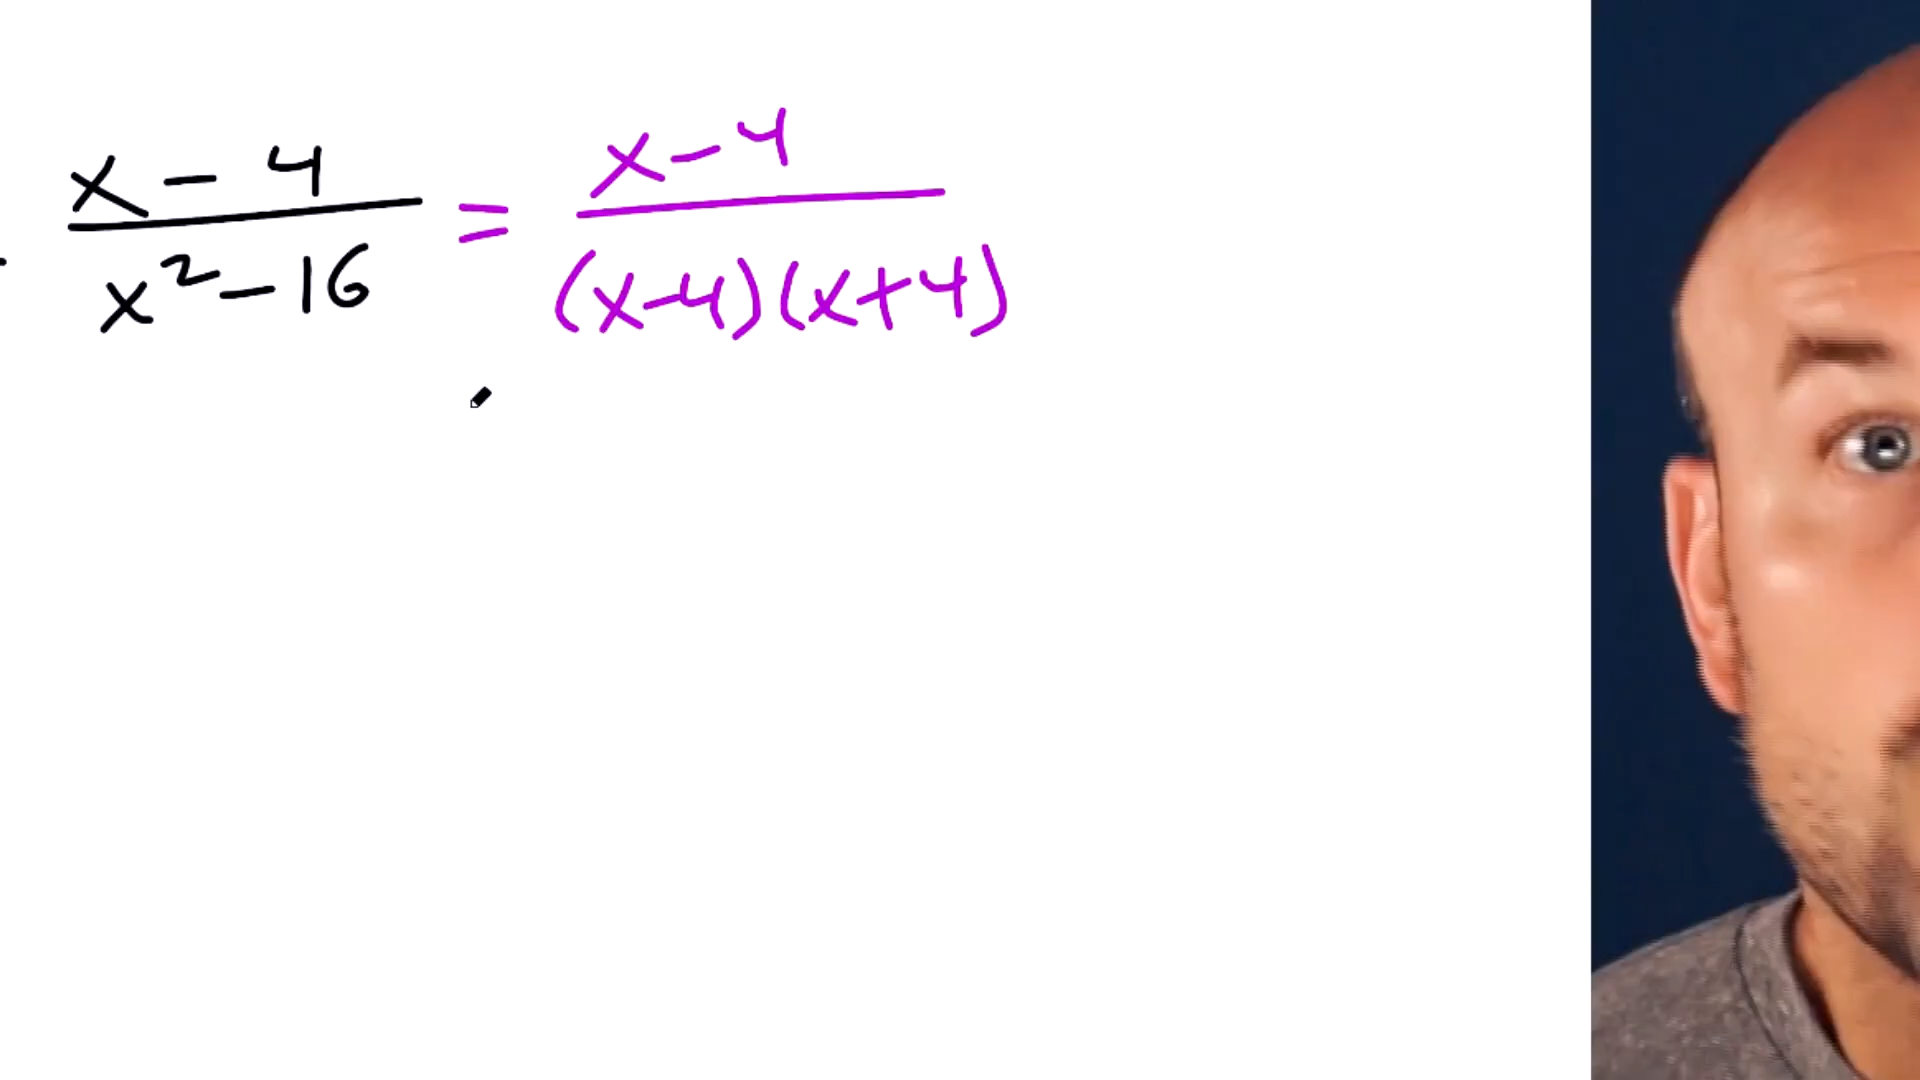 x - 4 = x - 4
x² - 16 (x-4)(x+4)